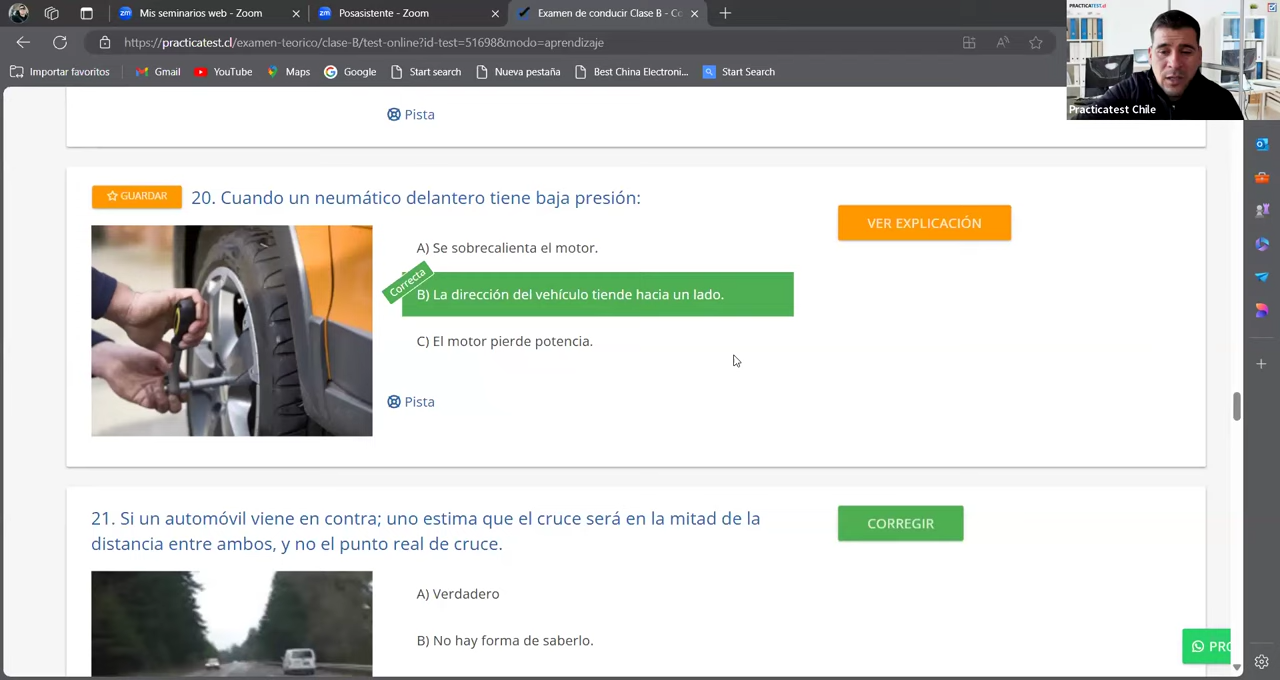 Mis seminarios web - Zoom
Posasistente - Zoom
Examen de conducir Clase B - Co
https://practicatest.cl/examen-teorico/clase-B/test-online?id-test=51698&modo=aprendizaje
Importar favoritos
Gmail
YouTube
Maps
Google
Start search
Nueva pestaña
Best China Electroni...
Start Search
PRACTICATEST.cl
Practicatest Chile
Pista
GUARDAR
20. Cuando un neumático delantero tiene baja presión:
VER EXPLICACIÓN
A) Se sobrecalienta el motor.
Correcta
B) La dirección del vehículo tiende hacia un lado.
C) El motor pierde potencia.
Pista
21. Si un automóvil viene en contra; uno estima que el cruce será en la mitad de la
distancia entre ambos, y no el punto real de cruce.
CORREGIR
A) Verdadero
B) No hay forma de saberlo.